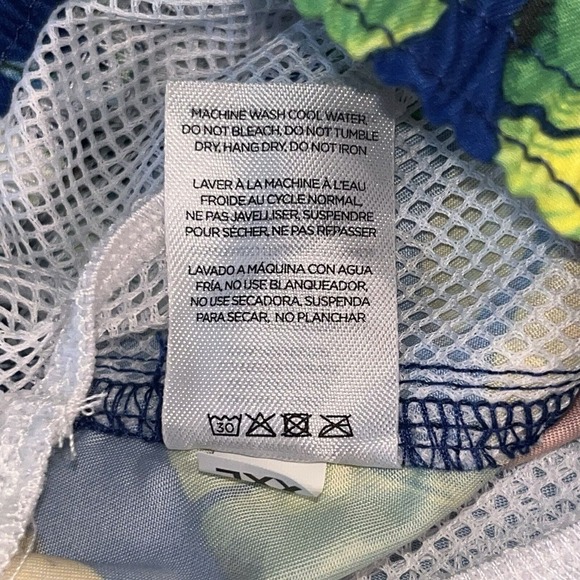 MACHINE WASH COOL WATER,
DO NOT BLEACH, DO NOT TUMBLE
DRY, HANG DRY, DO NOT IRON
LAVER À LA MACHINE À L'EAU
FROIDE AU CYCLE NORMAL,
NE PAS JAVELLISER, SUSPENDRE
POUR SÉCHER, NE PAS REPASSER
LAVADO A MÁQUINA CON AGUA
FRÍA, NO USE BLANQUEADOR,
NO USE SECADORA, SUSPENDA
PARA SECAR, NO PLANCHAR
30
XXL